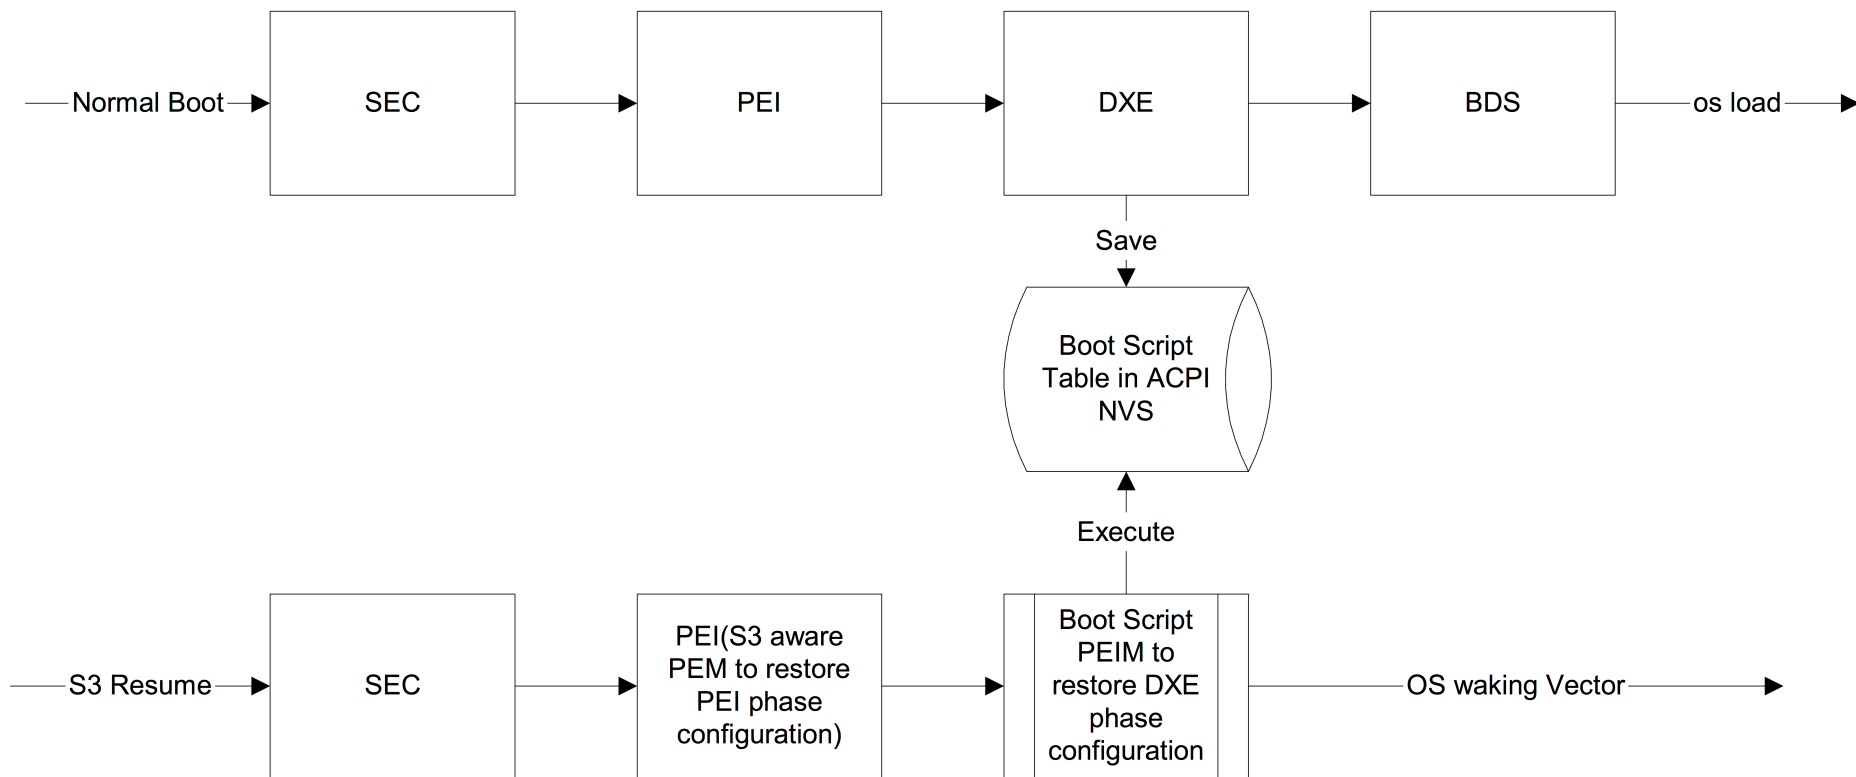 Normal Boot
SEC
PEI
DXE
BDS
os load
Save
Boot Script
Table in ACPI
NVS
Execute
S3 Resume
SEC
PEI(S3 aware
PEM to restore
PEI phase
configuration)
Boot Script
PEIM to
restore DXE
phase
configuration
OS waking Vector